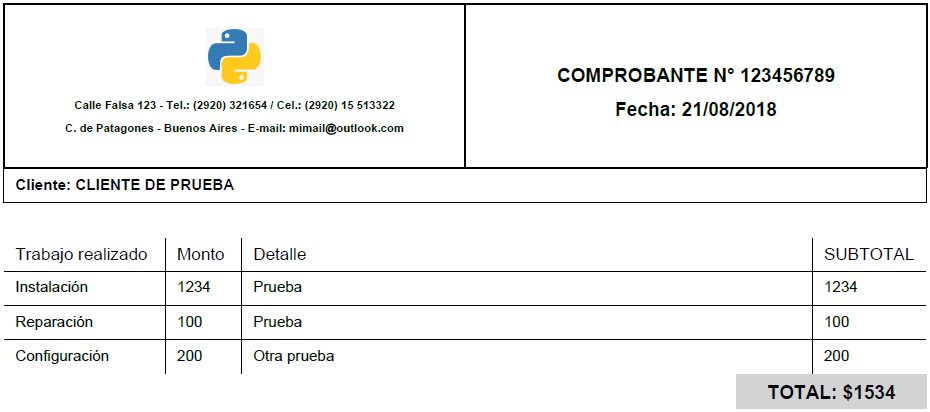 Calle Falsa 123 - Tel.: (2920) 321654 / Cel.: (2920) 15 513322
C. de Patagones - Buenos Aires - E-mail: mimail@outlook.com
COMPROBANTE N° 123456789
Fecha: 21/08/2018
Cliente: CLIENTE DE PRUEBA
Trabajo realizado Monto Detalle SUBTOTAL
Instalación 1234 Prueba 1234
Reparación 100 Prueba 100
Configuración 200 Otra prueba 200
TOTAL: $1534